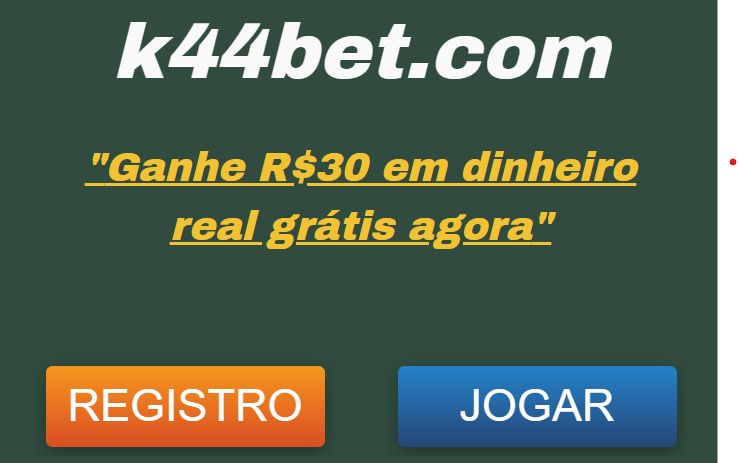 k44bet.com
"Ganhe R$30 em dinheiro
real grátis agora"
REGISTRO
JOGAR